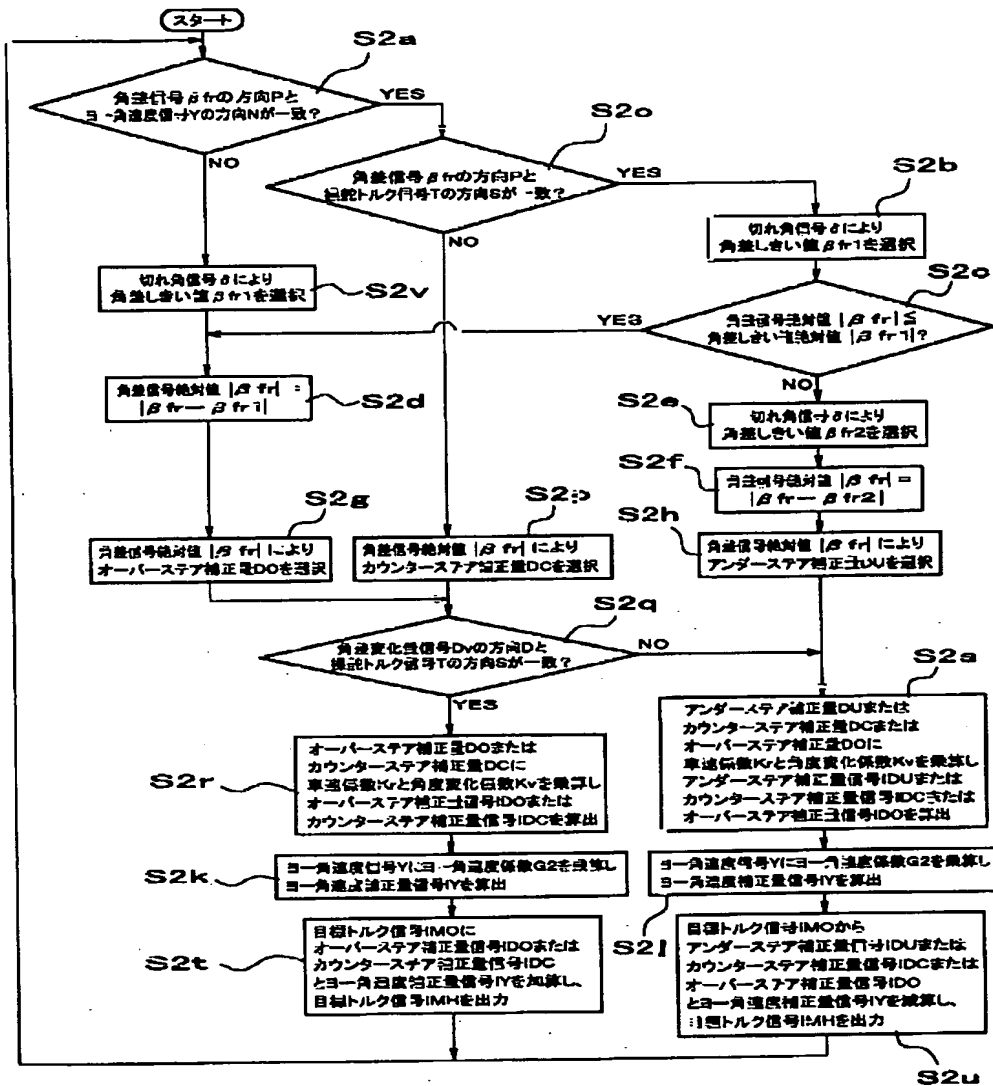 スタート
S2a
角差信号βfrの方向Pと
ヨー角速度信号Yの方向Nが一致?
YES
NO
S2o
角差信号βfrの方向Pと
操舵トルク信号Tの方向Sが一致?
YES
NO
S2b
切れ角信号δにより
角差しきい値βfr1を選択
切れ角信号δにより
角差しきい値βfr1を選択
S2v
S2c
角差信号絶対値|βfr|≦
角差しきい値絶対値|βfr1|?
YES
NO
角差信号絶対値|βfr|=
|βfr-βfr1|
S2d
S2e
切れ角信号δにより
角差しきい値βfr2を選択
S2f
角差信号絶対値|βfr|=
|βfr-βfr2|
S2g
角差信号絶対値|βfr|により
オーバーステア補正量DOを選択
S2p
角差信号絶対値|βfr|により
カウンターステア補正量DCを選択
S2h
角差信号絶対値|βfr|により
アンダーステア補正量DUを選択
S2q
角差変化量信号Dvの方向Dと
操舵トルク信号Tの方向Sが一致?
NO
YES
S2r
オーバーステア補正量DOまたは
カウンターステア補正量DCに
車速係数Krと角度変化係数Kvを乗算し
オーバーステア補正量信号IDOまたは
カウンターステア補正量信号IDCを算出
S2s
アンダーステア補正量DUまたは
カウンターステア補正量DCまたは
オーバーステア補正量DOに
車速係数Krと角度変化係数Kvを乗算し
アンダーステア補正量信号IDUまたは
カウンターステア補正量信号IDCまたは
オーバーステア補正量信号IDOを算出
S2k
ヨー角速度信号Yにヨー角速度係数G2を乗算し
ヨー角速度補正量信号IYを算出
ヨー角速度信号Yにヨー角速度係数G2を乗算し
ヨー角速度補正量信号IYを算出
S2l
S2t
目標トルク信号IMOに
オーバーステア補正量信号IDOまたは
カウンターステア補正量信号IDC
とヨー角速度補正量信号IYを加算し、
目標トルク信号IMHを出力
目標トルク信号IMOから
アンダーステア補正量信号IDUまたは
カウンターステア補正量信号IDCまたは
オーバーステア補正量信号IDO
とヨー角速度補正量信号IYを減算し、
目標トルク信号IMHを出力
S2u